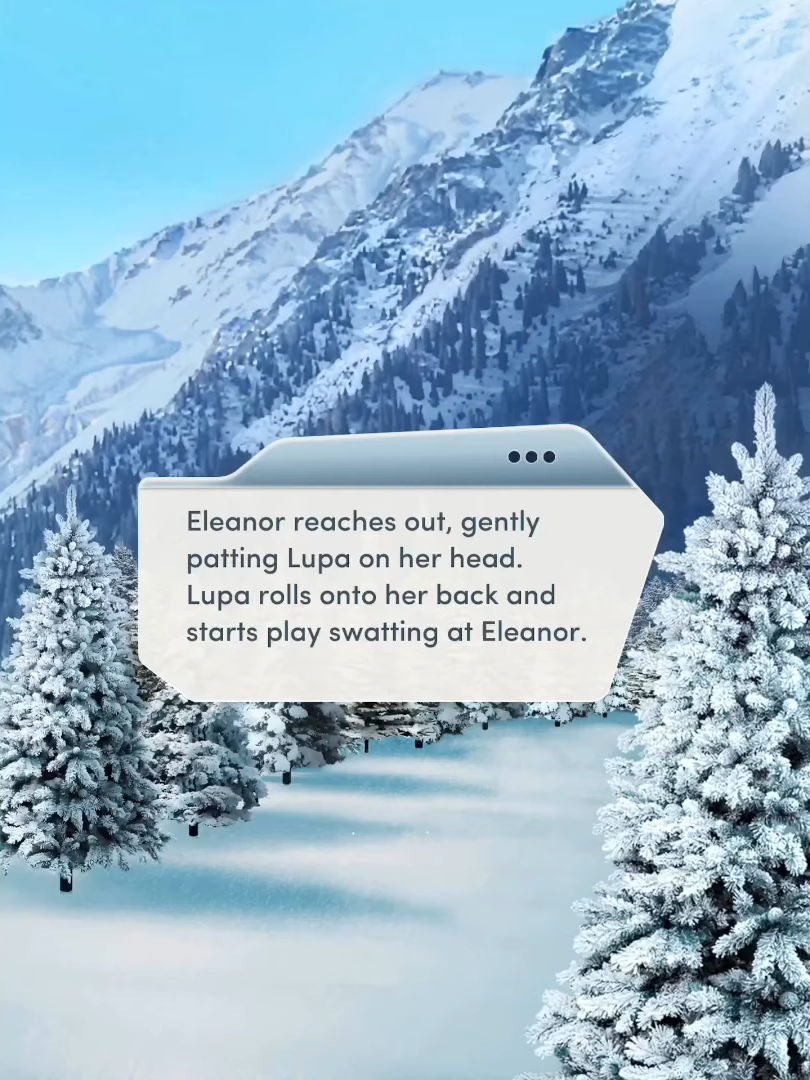 Eleanor reaches out, gently
patting Lupa on her head.
Lupa rolls onto her back and
starts play swatting at Eleanor.